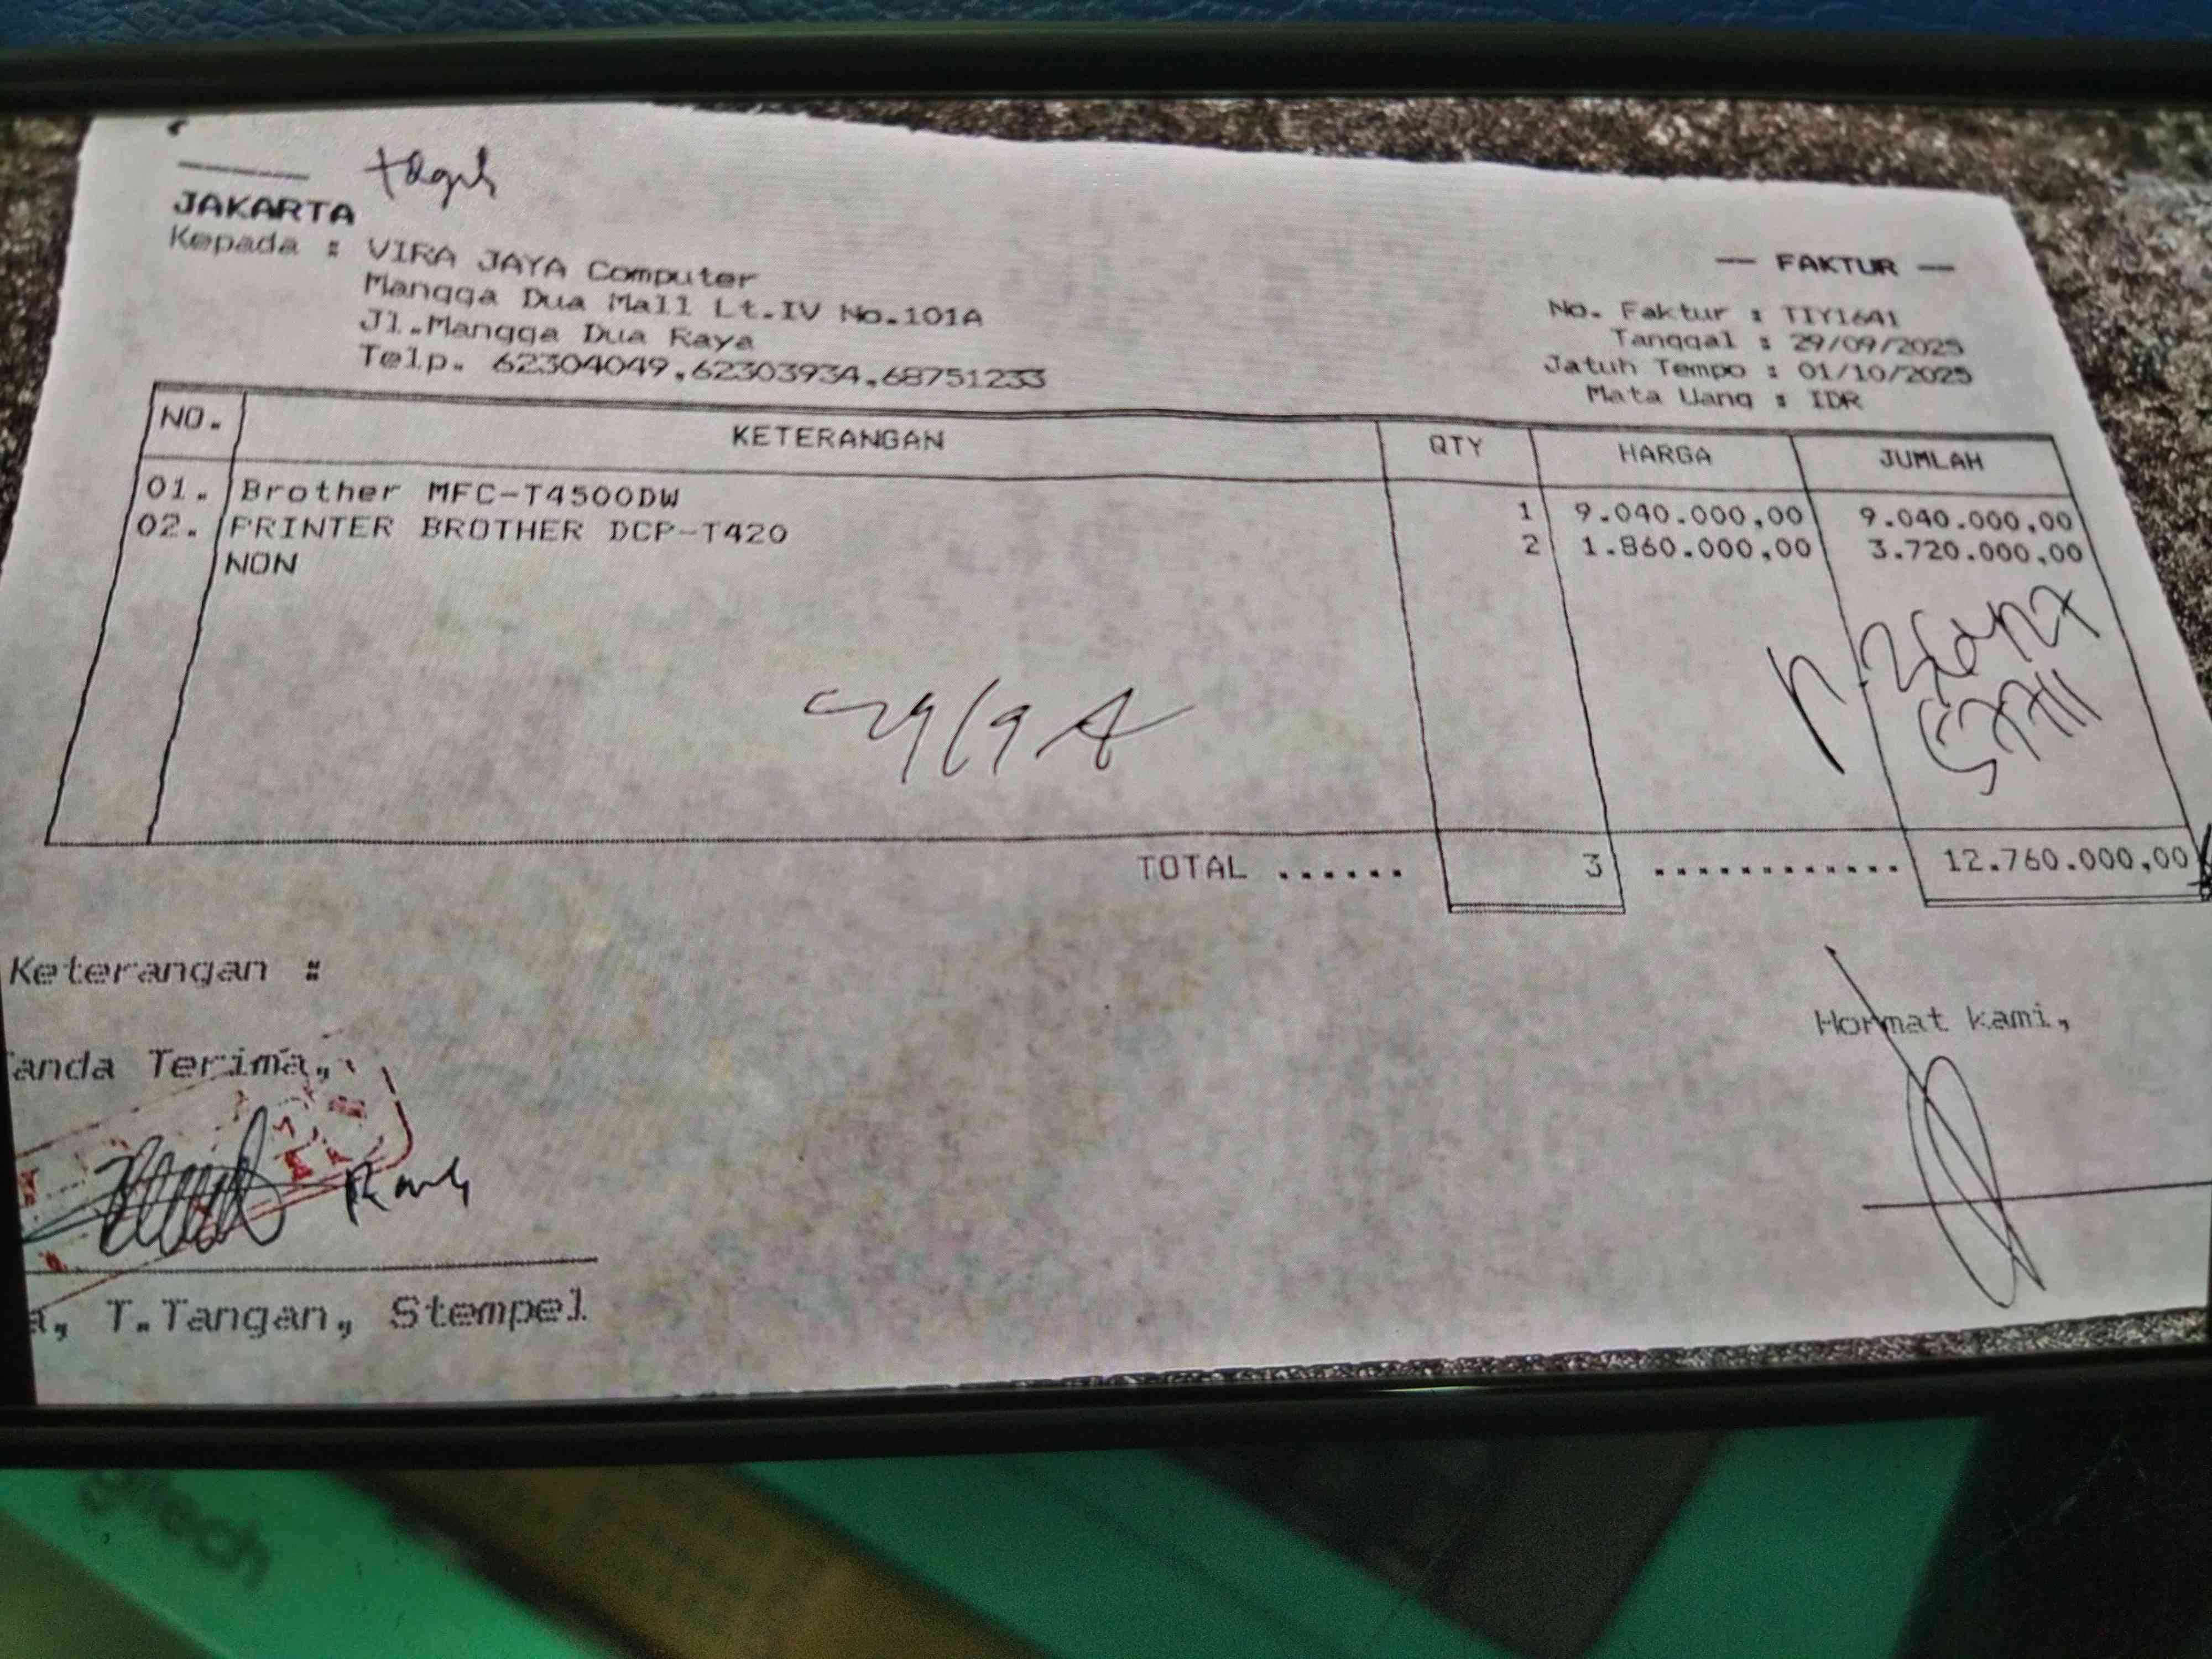 JAKARTA
Kepada : VIRA JAYA Computer
Mangga Dua Mall Lt.IV No.101A
Jl.Mangga Dua Raya
Telp. 62304049,62303934,68751233
— FAKTUR —
No. Faktur : TIY1641
Tanggal : 29/09/2025
Jatuh Tempo : 01/10/2025
Mata Uang : IDR
NO. KETERANGAN QTY HARGA JUMLAH
01. Brother MFC-T4500DW 1 9.040.000,00 9.040.000,00
02. PRINTER BROTHER DCP-T420 2 1.860.000,00 3.720.000,00
NON
TOTAL ...... 3 ............ 12.760.000,00
Keterangan :
anda Terima,
Hormat kami,
a, T.Tangan, Stempel